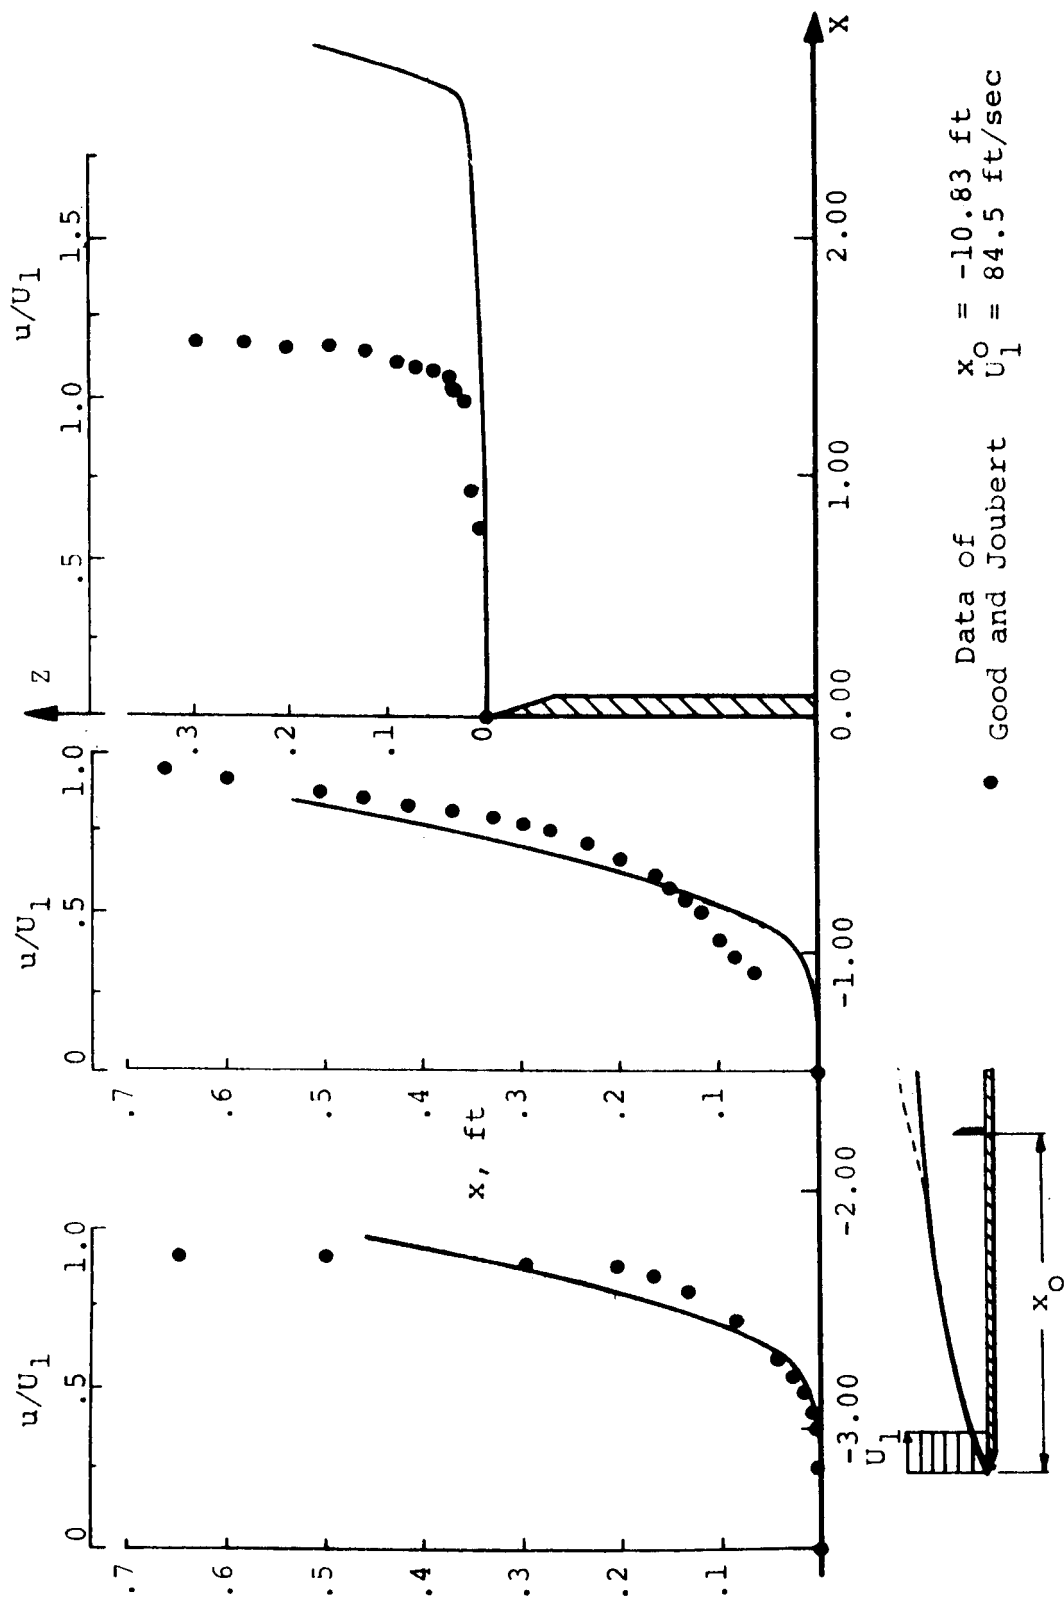 u/U₁ u/U₁ u/U₁
0 .5 1.0 0 .5 1.0 z .5 1.0 1.5
.7 .7
.6 .6 .3
.5 .5 .2
.4 .4 .1
x, ft 0
.3 .3
.2 .2
.1 .1
-3.00 -2.00 -1.00 0.00 1.00 2.00 X
U₁
Data of x₀ = -10.83 ft
Good and Joubert U₁ = 84.5 ft/sec
x₀